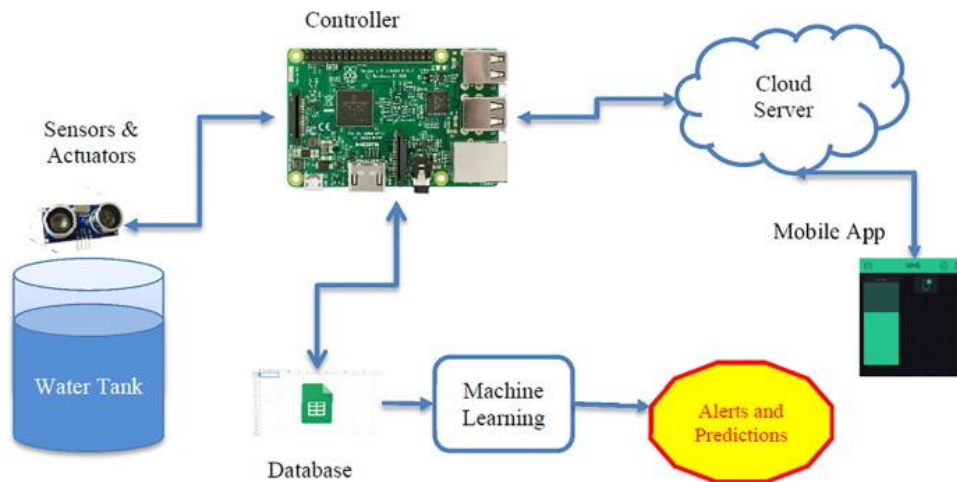 Controller
Cloud
Server
Sensors &
Actuators
Mobile App
Water Tank
Machine
Learning
Alerts and
Predictions
Database